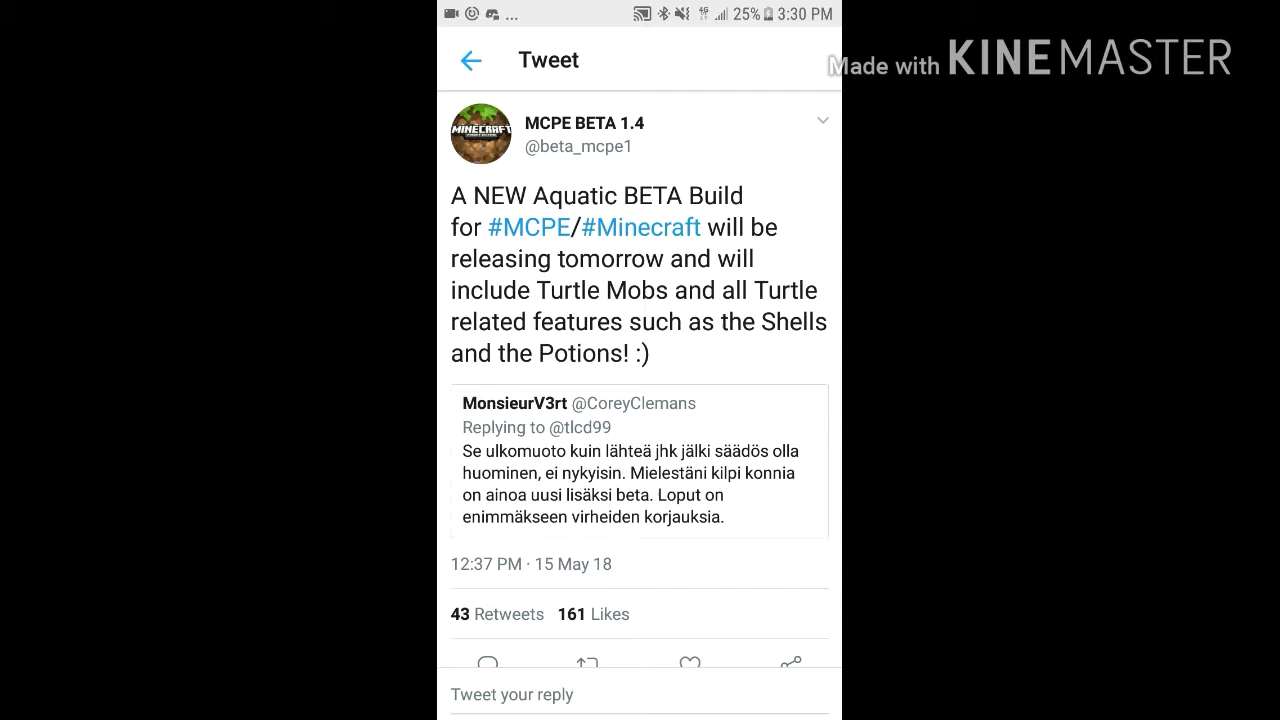 ... 4G 25% 3:30 PM
Tweet
Made with KINEMASTER
MINECRAFT
MCPE BETA 1.4
@beta_mcpe1
A NEW Aquatic BETA Build
for #MCPE/#Minecraft will be
releasing tomorrow and will
include Turtle Mobs and all Turtle
related features such as the Shells
and the Potions! :)
MonsieurV3rt @CoreyClemans
Replying to @tlcd99
Se ulkomuoto kuin lähteä jhk jälki säädös olla
huominen, ei nykyisin. Mielestäni kilpi konnia
on ainoa uusi lisäksi beta. Loput on
enimmäkseen virheiden korjauksia.
12:37 PM · 15 May 18
43 Retweets 161 Likes
Tweet your reply